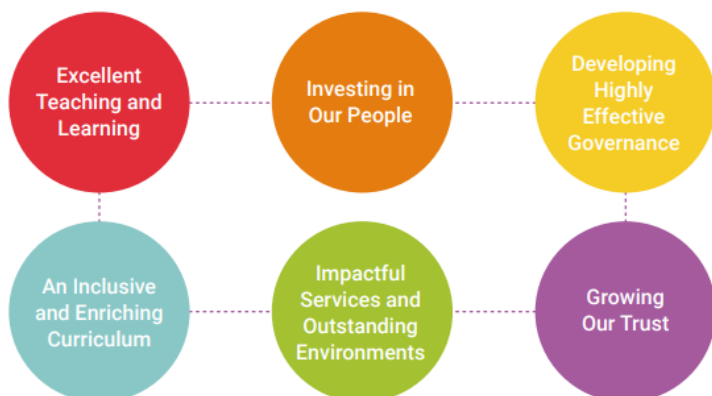 Excellent
Teaching and
Learning
Investing in
Our People
Developing
Highly
Effective
Governance
An Inclusive
and Enriching
Curriculum
Impactful
Services and
Outstanding
Environments
Growing
Our Trust